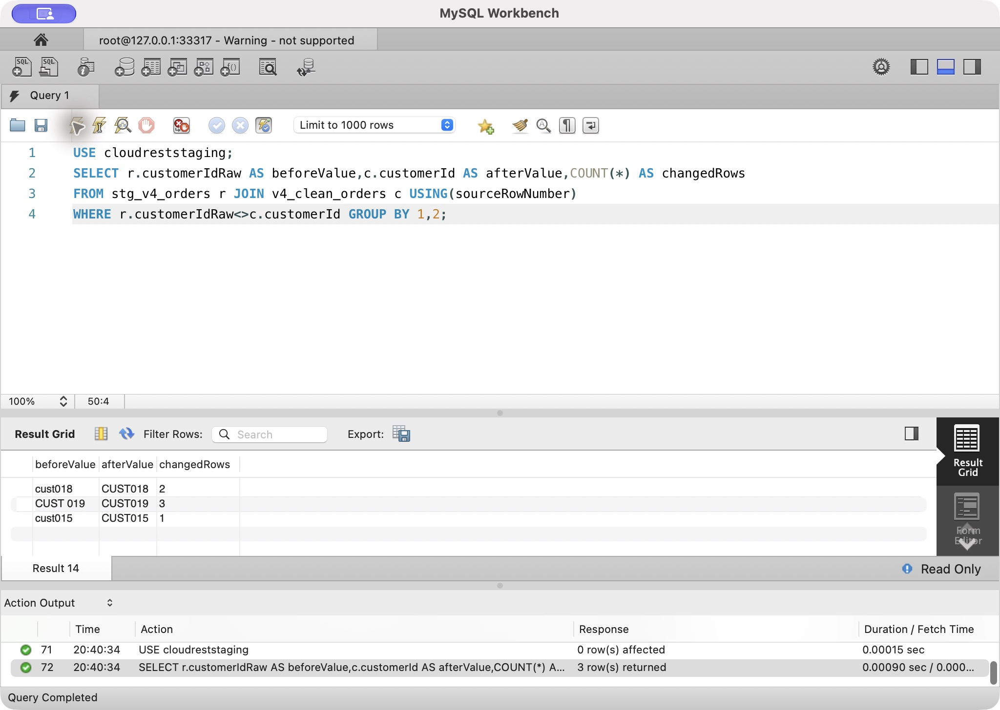 MySQL Workbench
root@127.0.0.1:33317 - Warning - not supported
SQL SQL
Query 1
Limit to 1000 rows
1 USE cloudreststaging;
2 SELECT r.customerIdRaw AS beforeValue,c.customerId AS afterValue,COUNT(*) AS changedRows
3 FROM stg_v4_orders r JOIN v4_clean_orders c USING(sourceRowNumber)
4 WHERE r.customerIdRaw<>c.customerId GROUP BY 1,2;
100% 50:4
Result Grid Filter Rows: Search Export:
beforeValue afterValue changedRows
cust018 CUST018 2
CUST 019 CUST019 3
cust015 CUST015 1
Result
Grid
Form
Editor
Result 14 Read Only
Action Output
Time Action Response Duration / Fetch Time
71 20:40:34 USE cloudreststaging 0 row(s) affected 0.00015 sec
72 20:40:34 SELECT r.customerIdRaw AS beforeValue,c.customerId AS afterValue,COUNT(*) A... 3 row(s) returned 0.00090 sec / 0.000...
Query Completed